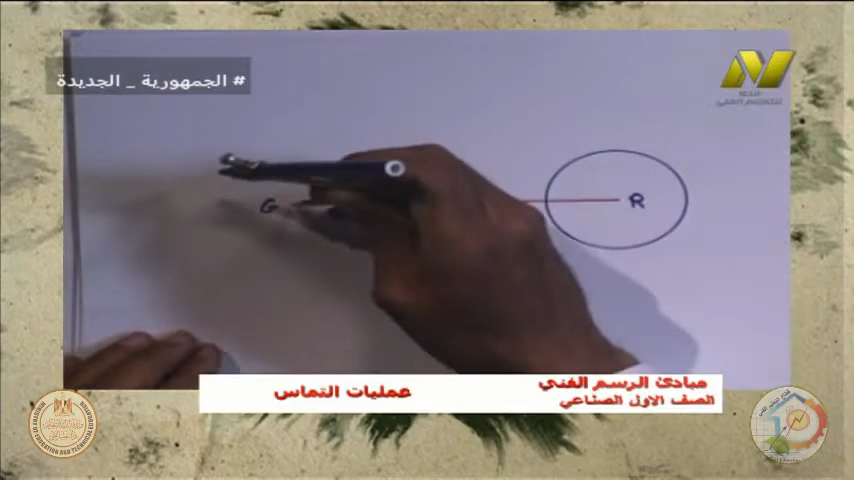 # الجمهورية _ الجديدة
G
R
مبادئ الرسم الفني
الصف الاول الصناعي
عمليات التماس